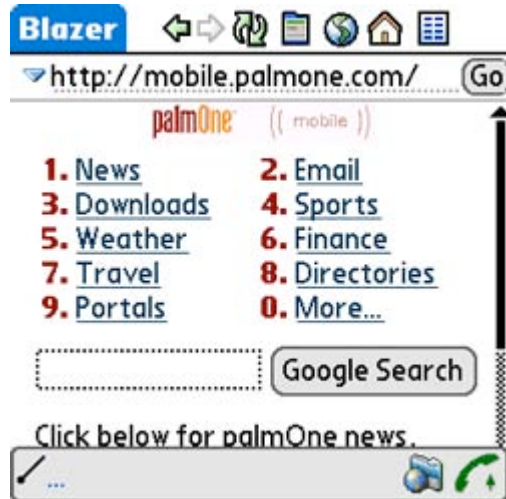 Blazer
http://mobile.palmone.com/ Go
palmOne™ (( mobile ))
1. News 2. Email
3. Downloads 4. Sports
5. Weather 6. Finance
7. Travel 8. Directories
9. Portals 0. More...
Google Search
Click below for palmOne news.
...